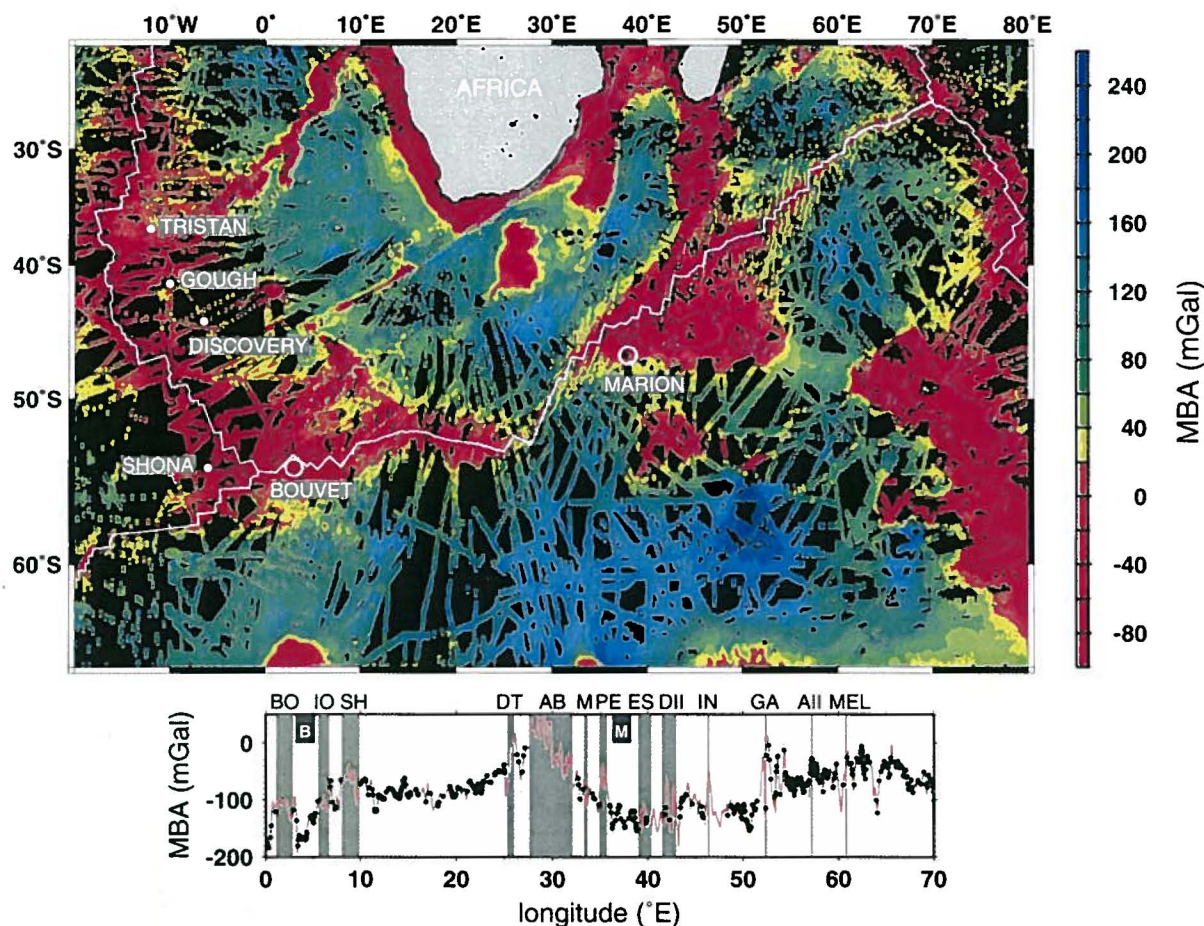 10°W 0° 10°E 20°E 30°E 40°E 50°E 60°E 70°E 80°E
AFRICA
30°S
TRISTAN
40°S
GOUGH
DISCOVERY
MARION
50°S
SHONA
BOUVET
60°S
240
200
160
120
80
40
0
-40
-80
MBA (mGal)
BO IO SH DT AB M PE ES DII IN GA AII MEL
B M
0
-100
-200
MBA (mGal)
0 10 20 30 40 50 60 70
longitude (°E)